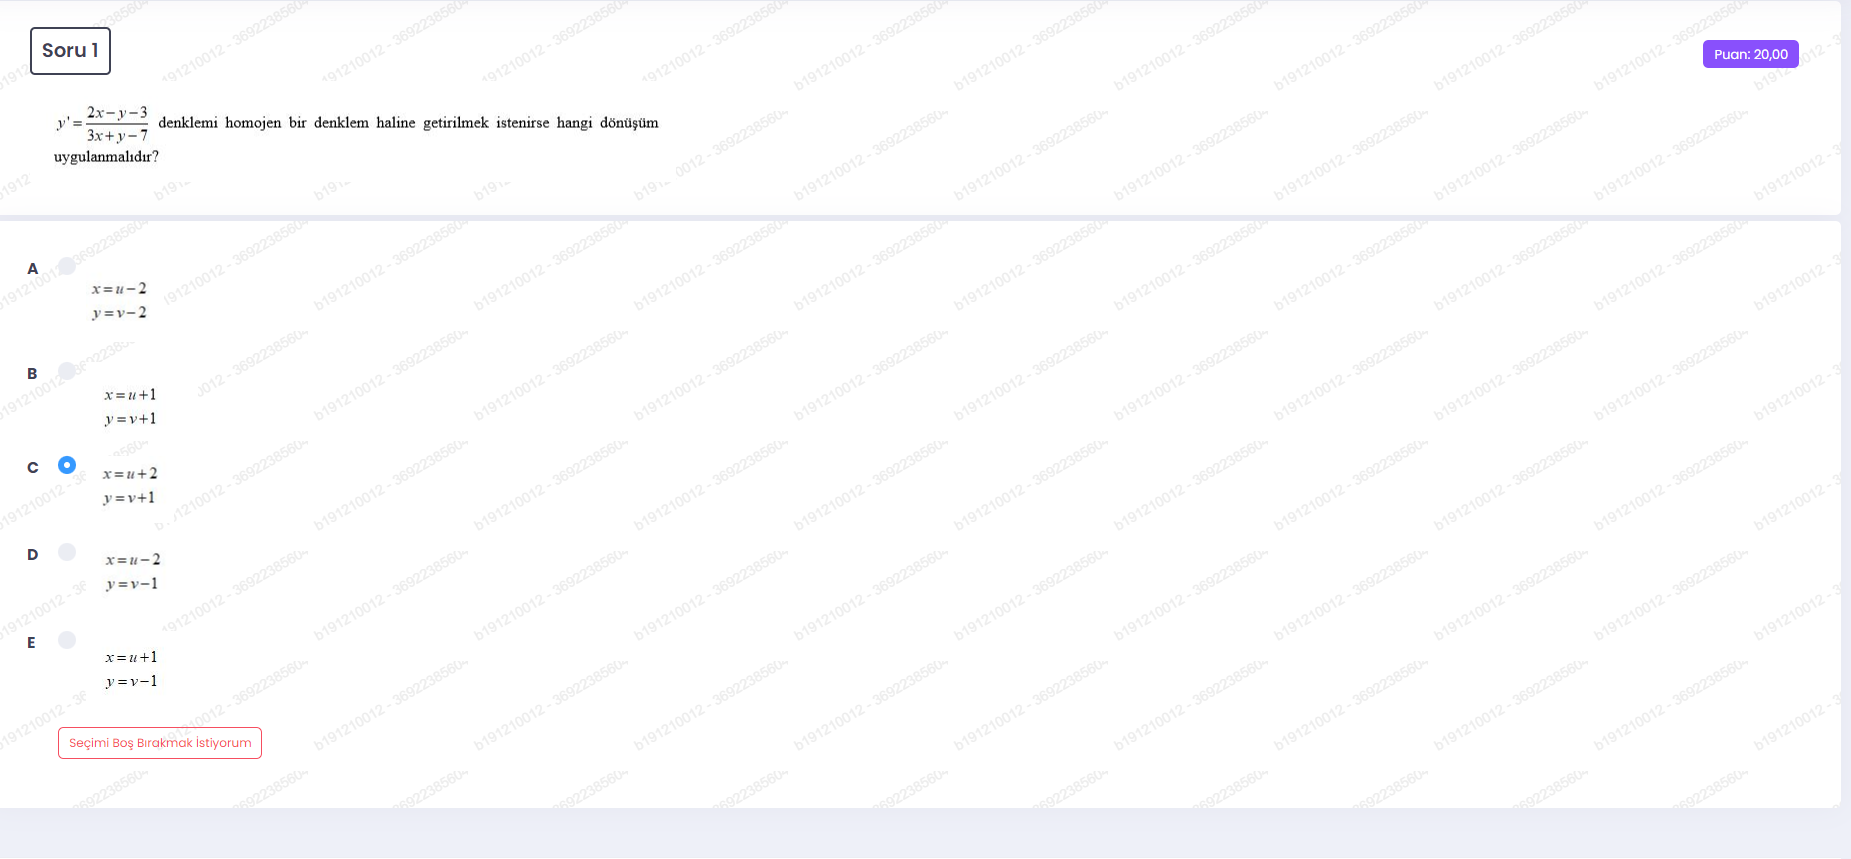 Soru 1
Puan: 20,00
y' = \frac{2x-y-3}{3x+y-7} denklemi homojen bir denklem haline getirilmek istenirse hangi dönüşüm
uygulanmalıdır?
A
x=u-2
y=v-2
B
x=u+1
y=v+1
C
x=u+2
y=v+1
D
x=u-2
y=v-1
E
x=u+1
y=v-1
Seçimi Boş Bırakmak İstiyorum